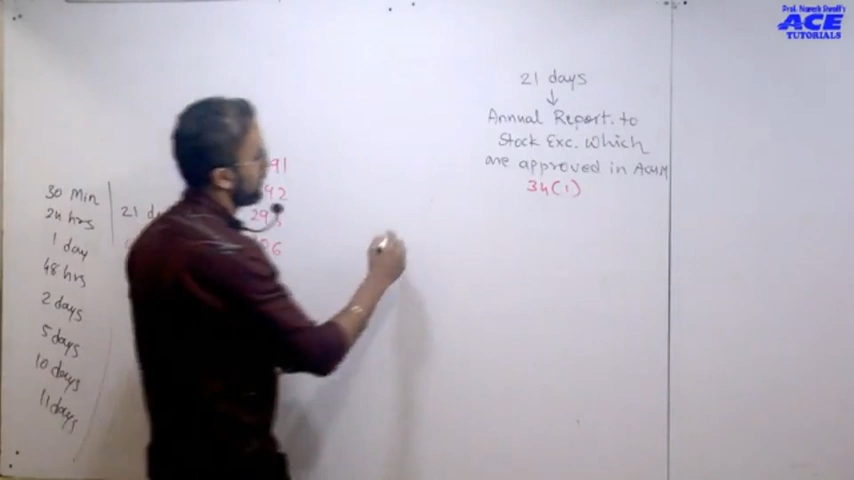 Prof. Naresh Shroff's
ACE
TUTORIALS
21 days
↓
Annual Report. to
Stock Exc. Which
are approved in AGM
34(1)
30 Min
24 hrs
1 day
48 hrs
2 days
5 days
10 days
11 days
21
91
42
29
06